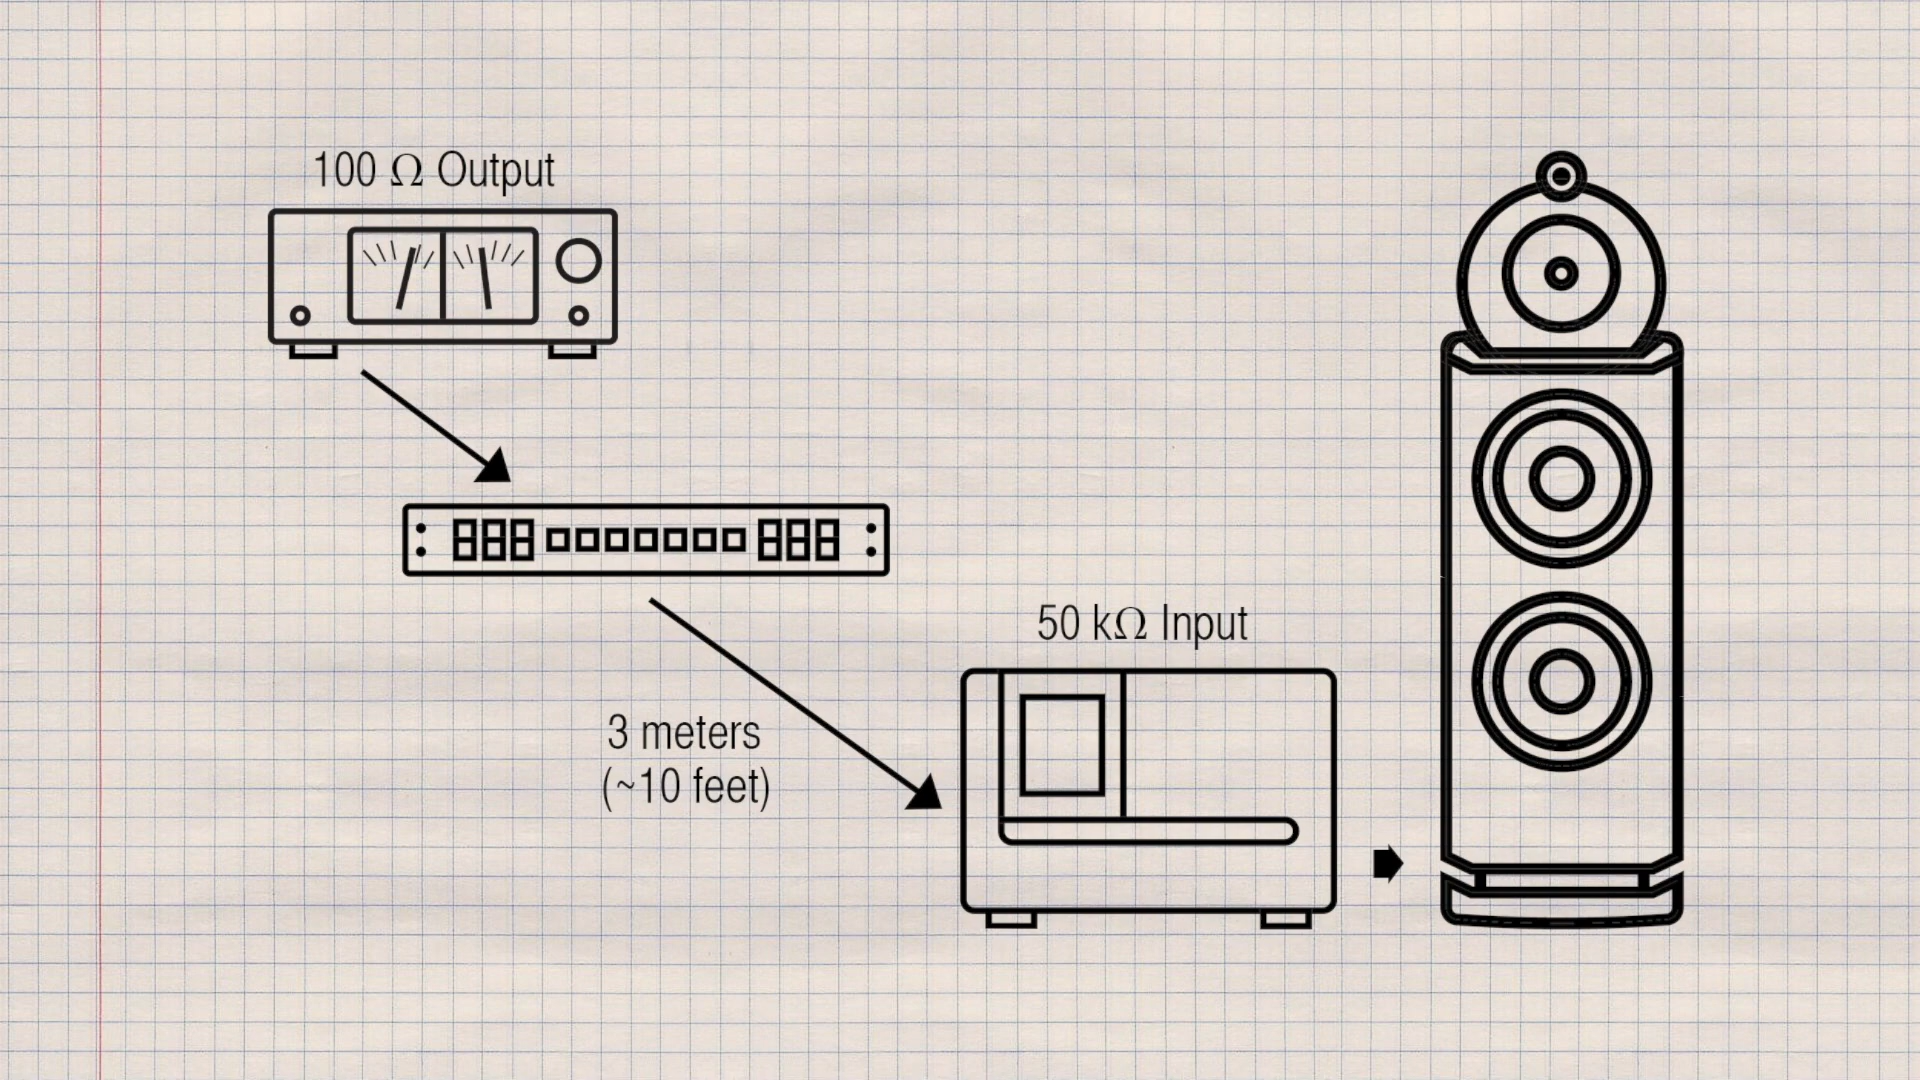 100 Ω Output
50 kΩ Input
3 meters
(~10 feet)